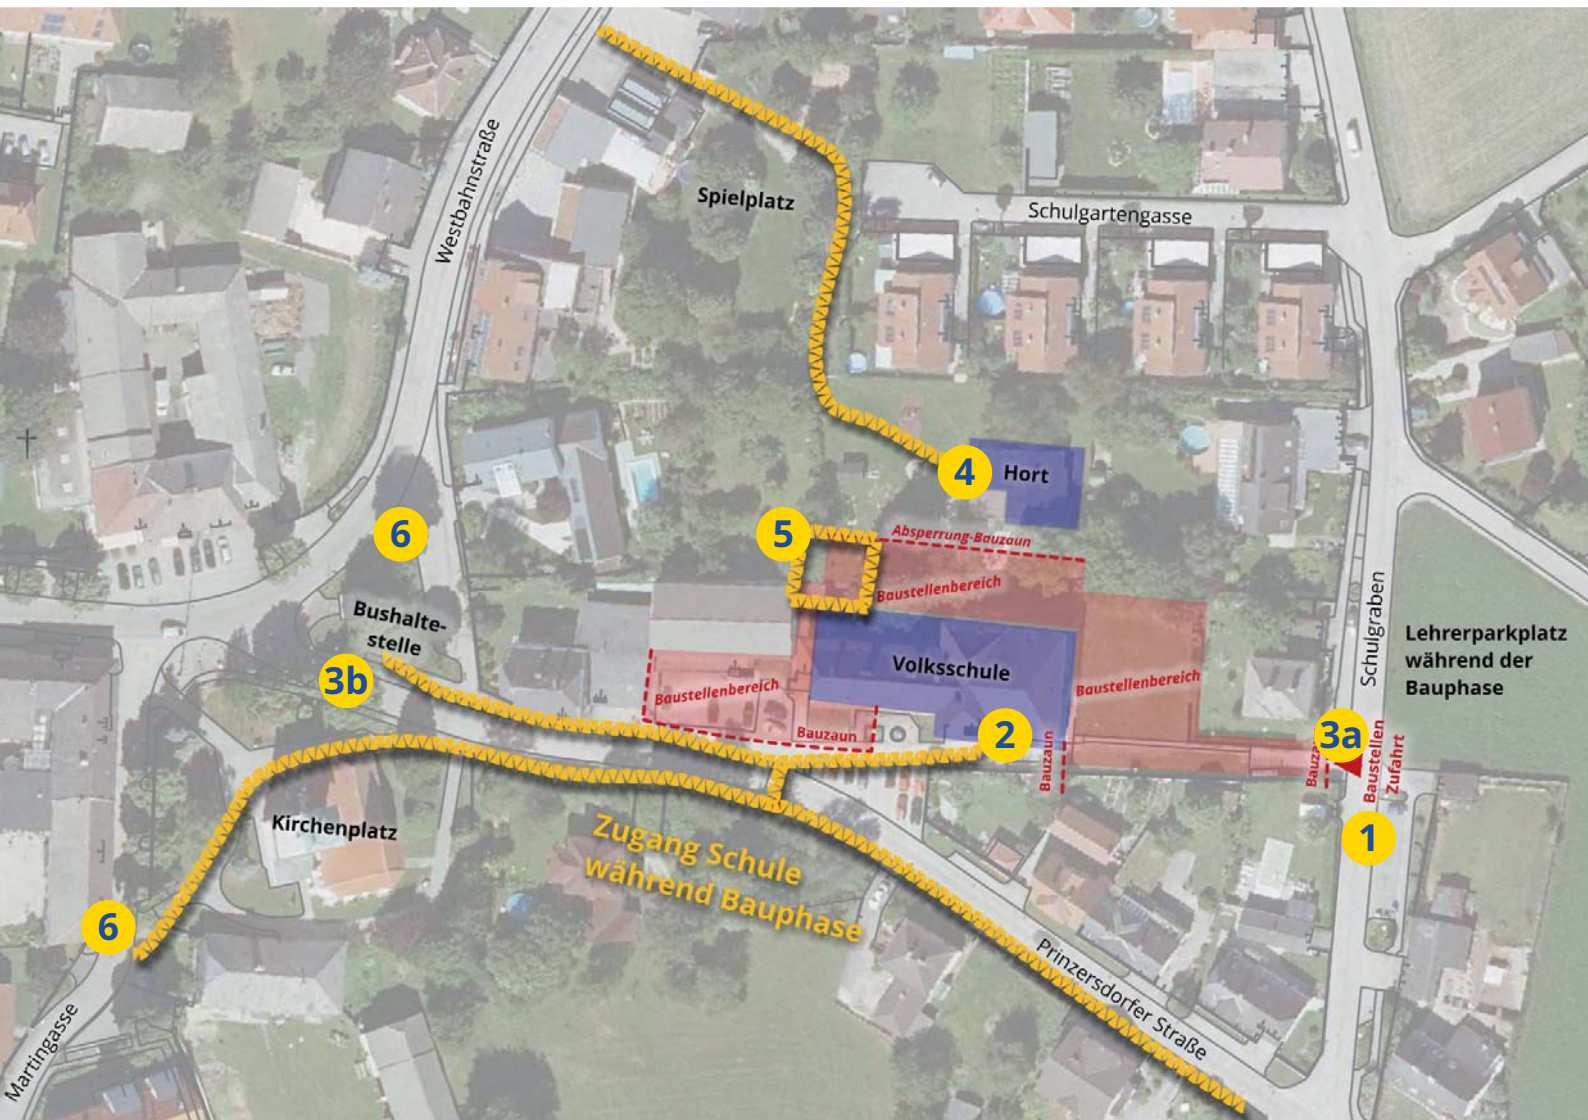 Westbahnstraße
Spielplatz
Schulgartengasse
4
Hort
6
5
Absperrung-Bauzaun
Baustellenbereich
Bushalte-
stelle
3b
Volksschule
Baustellenbereich
Baustellenbereich
Bauzaun
2
Bauzaun
Schulgraben
Lehrerparkplatz
während der
Bauphase
3a
Bauza
Baustellen
Zufahrt
1
Kirchenplatz
Zugang Schule
während Bauphase
6
Prinzersdorfer Straße
Martingasse